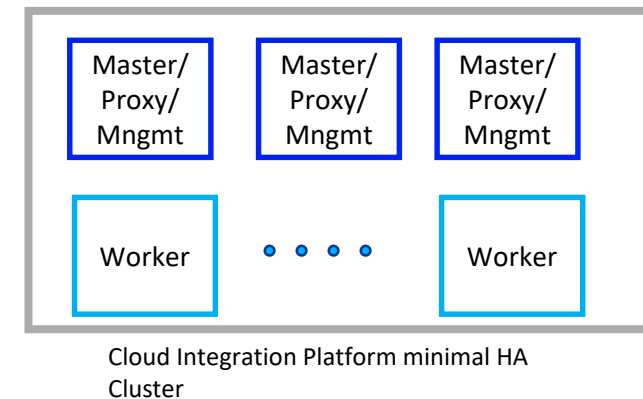 Master/ Master/ Master/
Proxy/ Proxy/ Proxy/
Mngmt Mngmt Mngmt
Worker Worker
Cloud Integration Platform minimal HA
Cluster